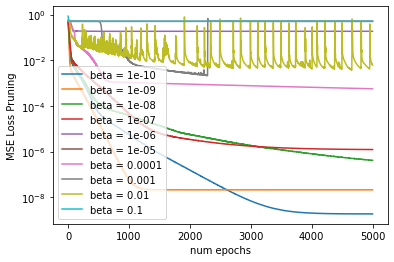 10⁰
10⁻²
10⁻⁴
10⁻⁶
10⁻⁸
MSE Loss Pruning
beta = 1e-10
beta = 1e-09
beta = 1e-08
beta = 1e-07
beta = 1e-06
beta = 1e-05
beta = 0.0001
beta = 0.001
beta = 0.01
beta = 0.1
0 1000 2000 3000 4000 5000
num epochs